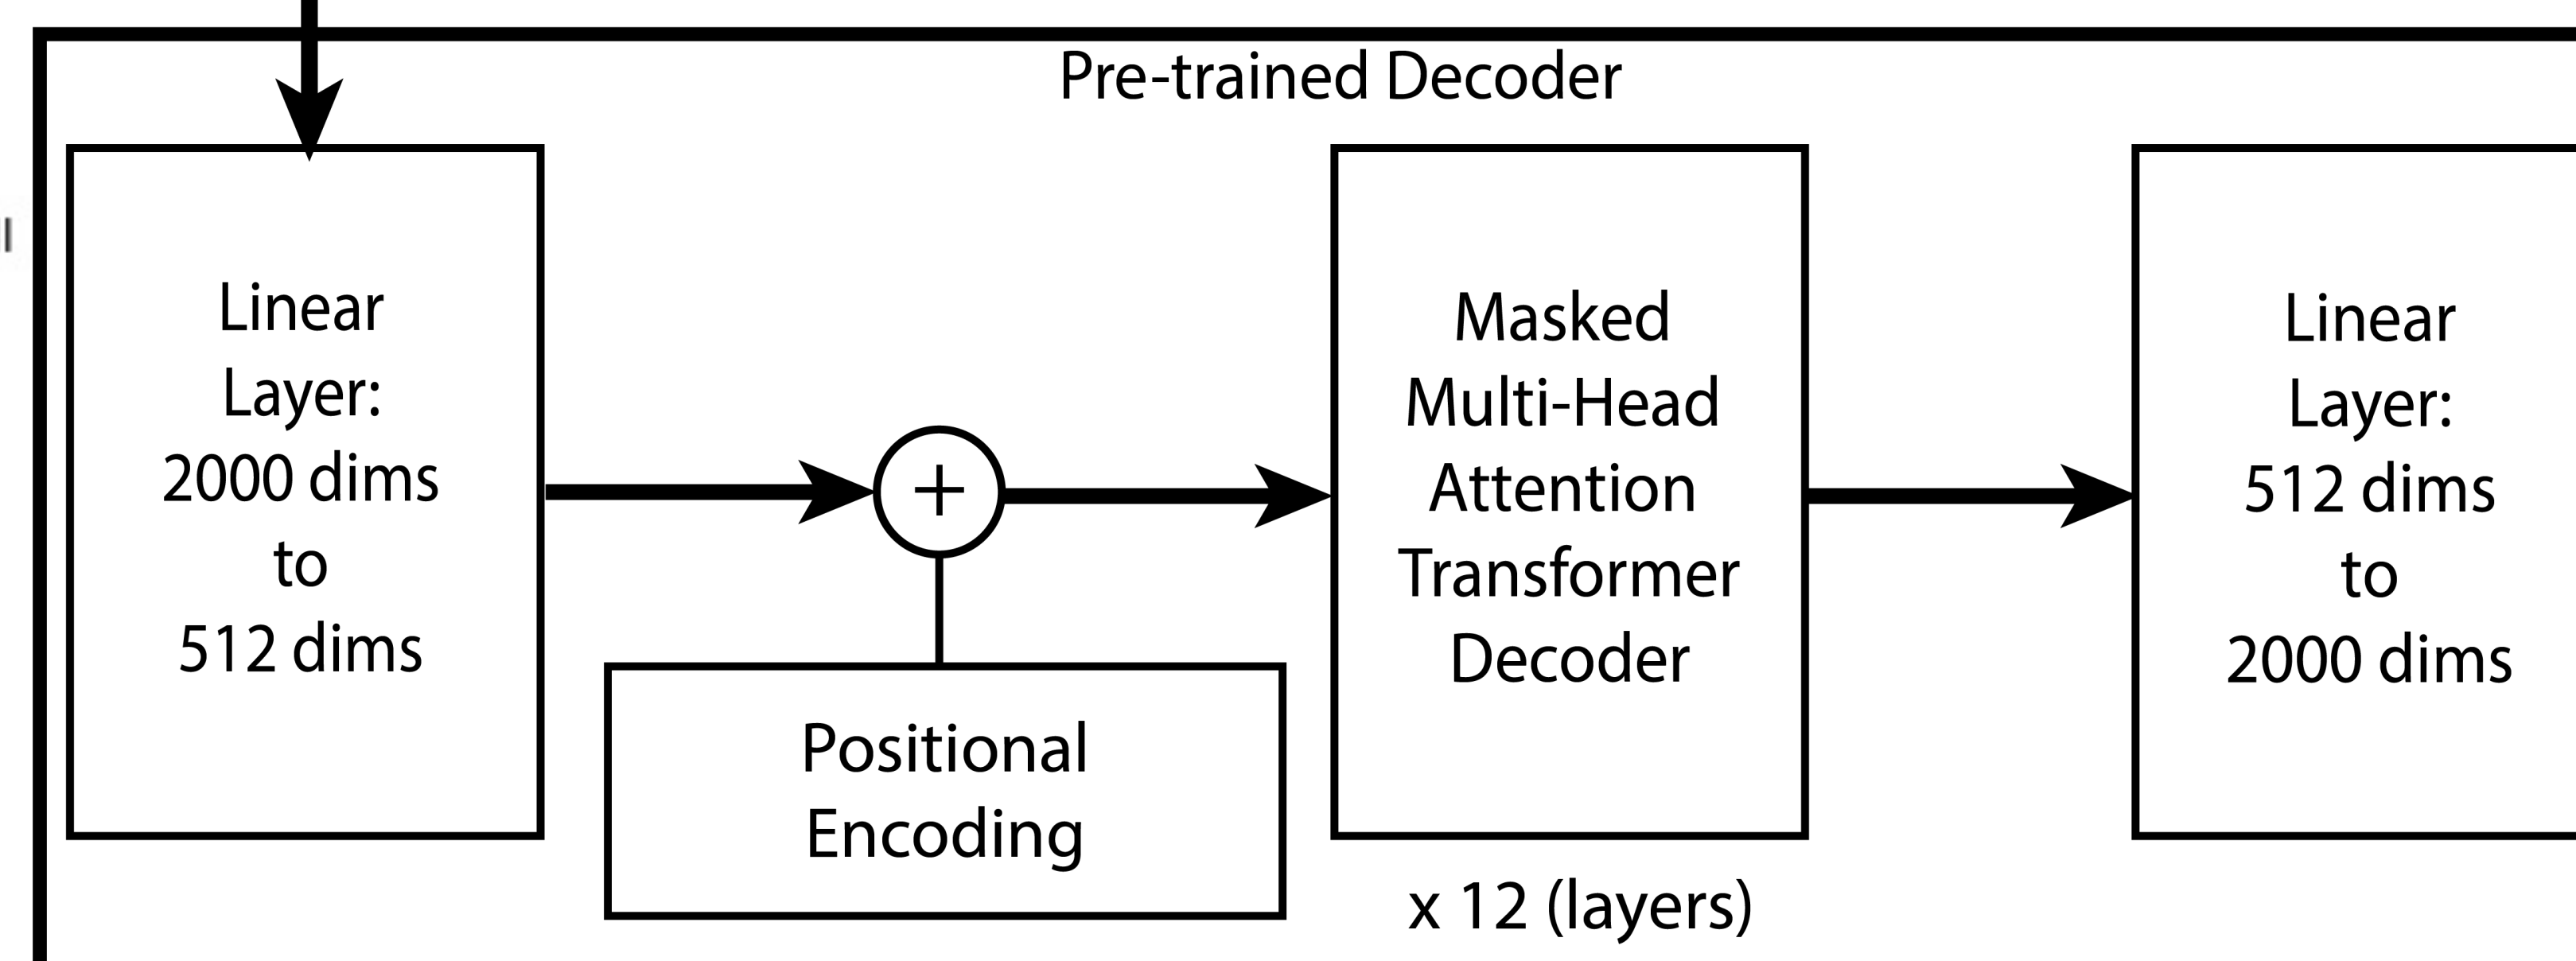 Pre-trained Decoder
Linear
Layer:
2000 dims
to
512 dims
+
Positional
Encoding
Masked
Multi-Head
Attention
Transformer
Decoder
x 12 (layers)
Linear
Layer:
512 dims
to
2000 dims